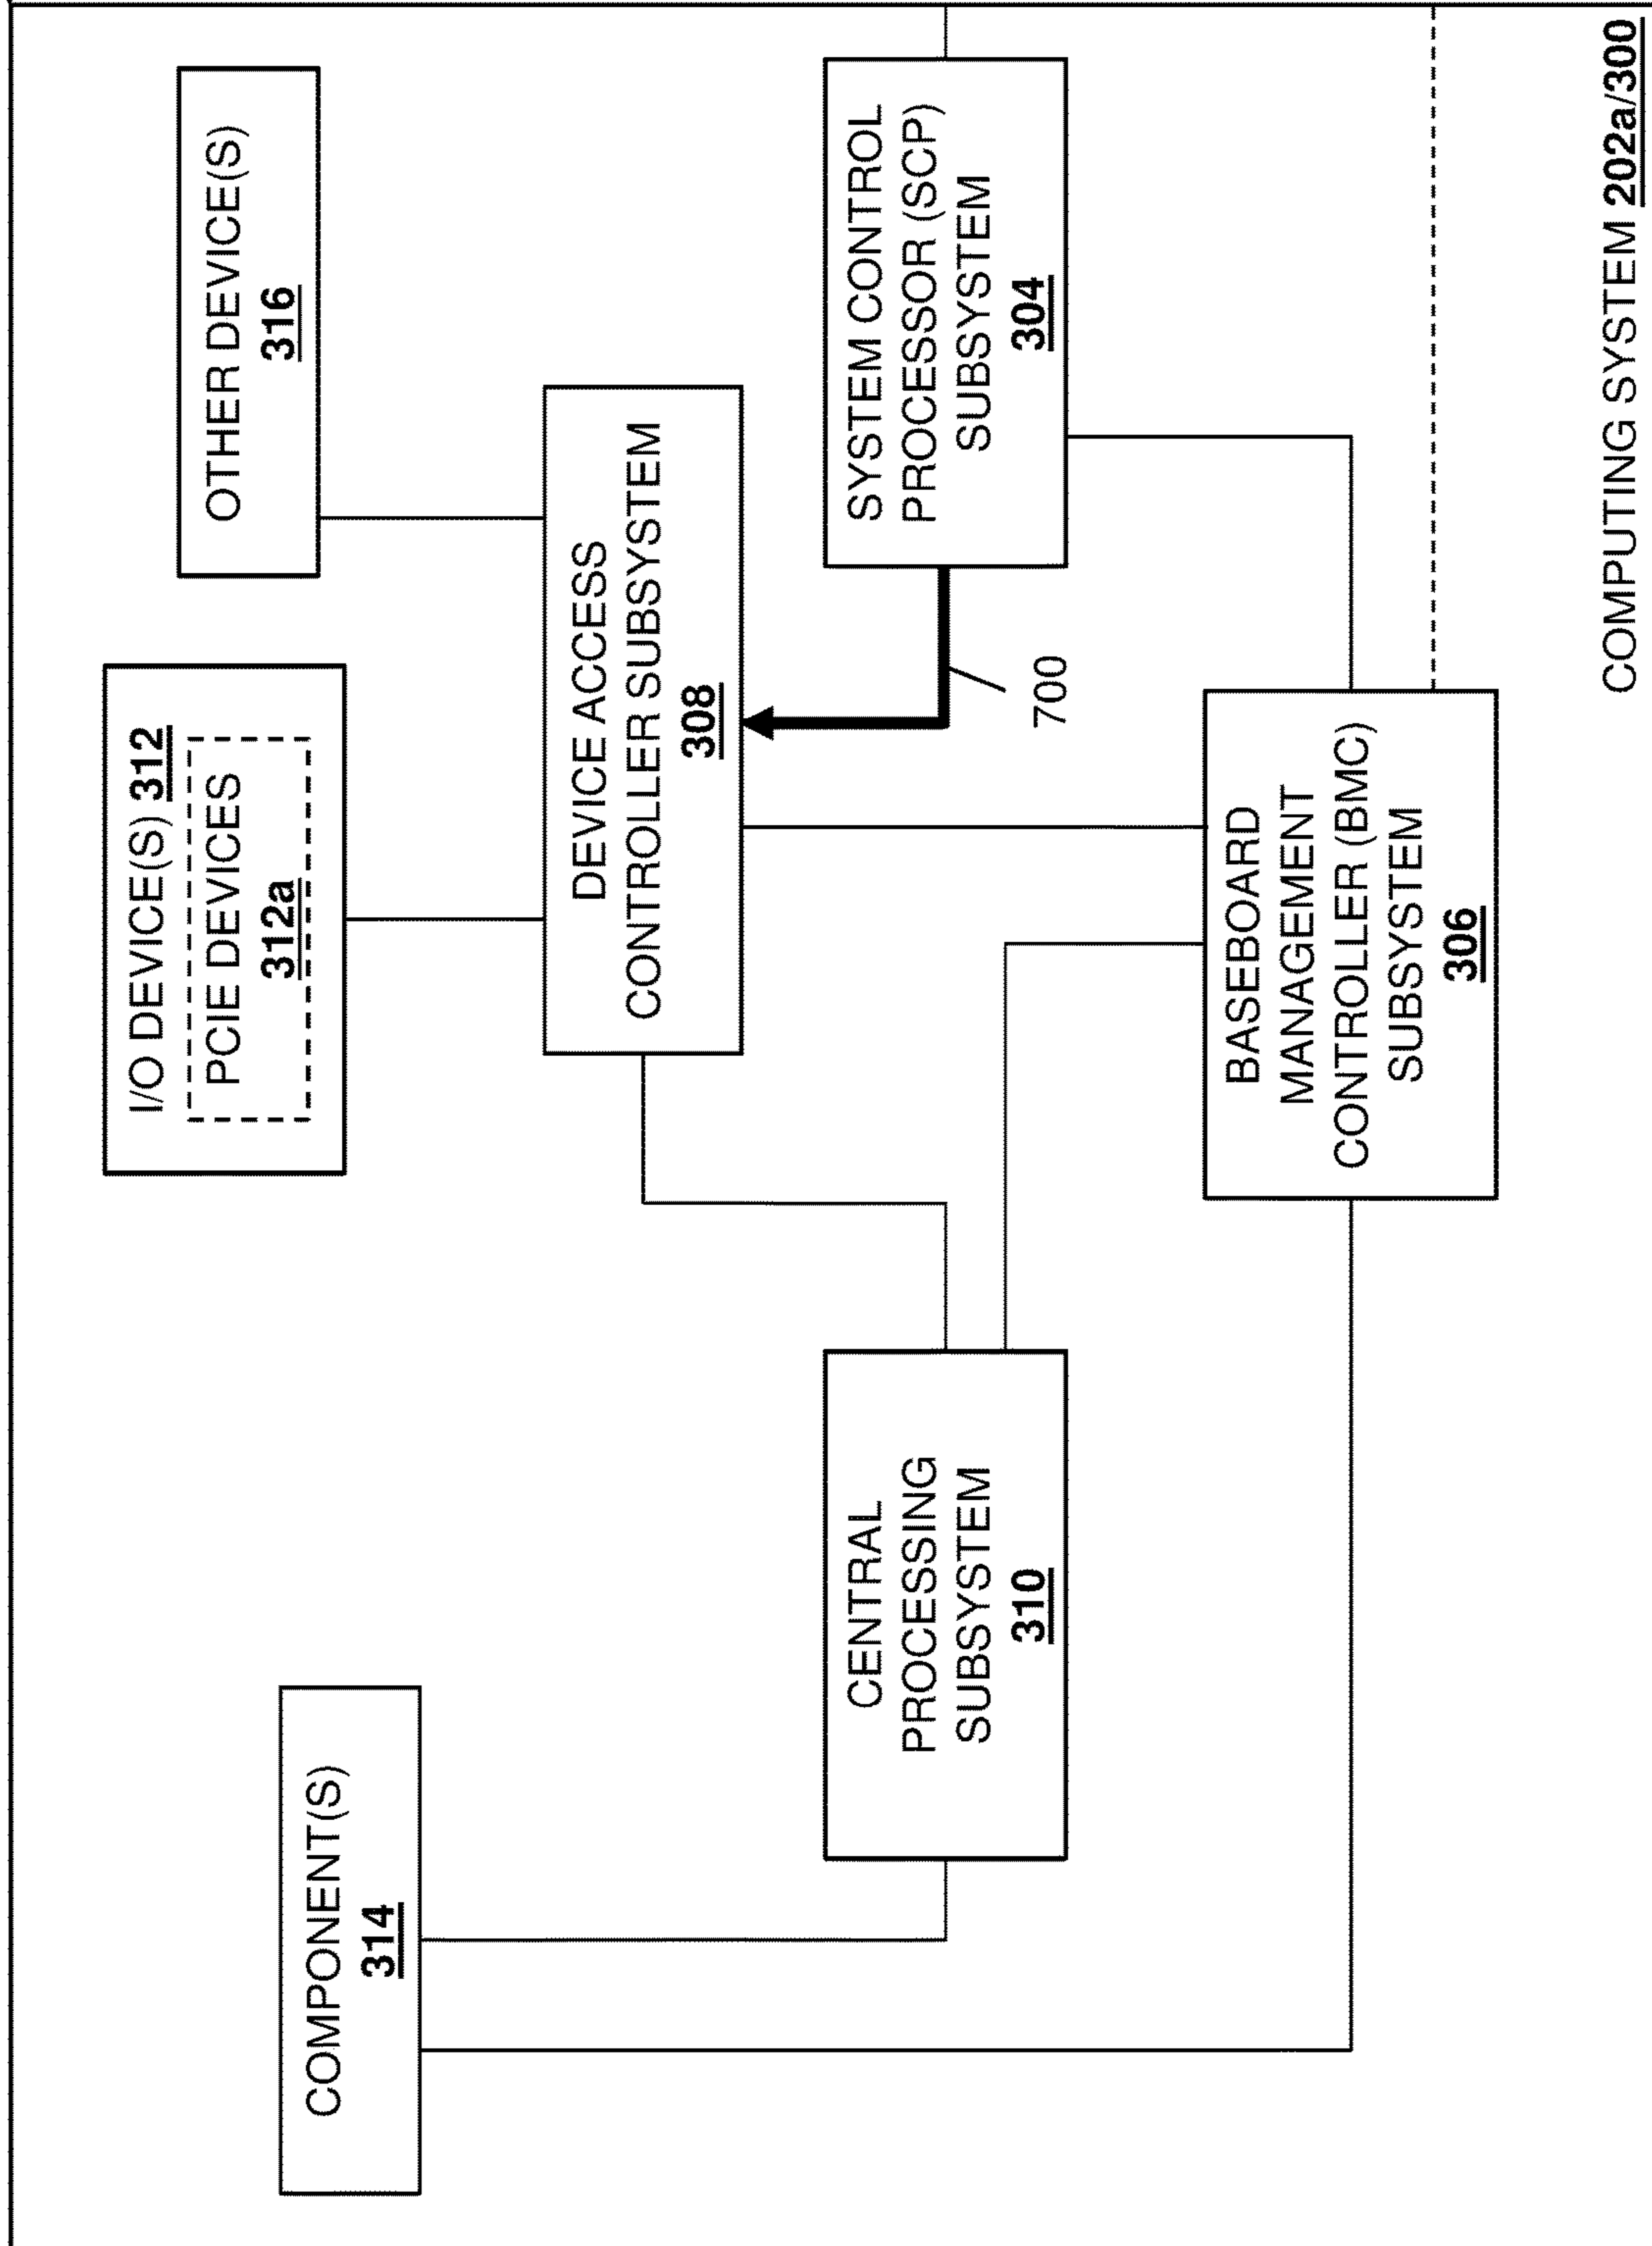 COMPONENT(S)
314
I/O DEVICE(S) 312
PCIE DEVICES
312a
OTHER DEVICE(S)
316
DEVICE ACCESS
CONTROLLER SUBSYSTEM
308
CENTRAL
PROCESSING
SUBSYSTEM
310
700
SYSTEM CONTROL
PROCESSOR (SCP)
SUBSYSTEM
304
BASEBOARD
MANAGEMENT
CONTROLLER (BMC)
SUBSYSTEM
306
COMPUTING SYSTEM 202a/300